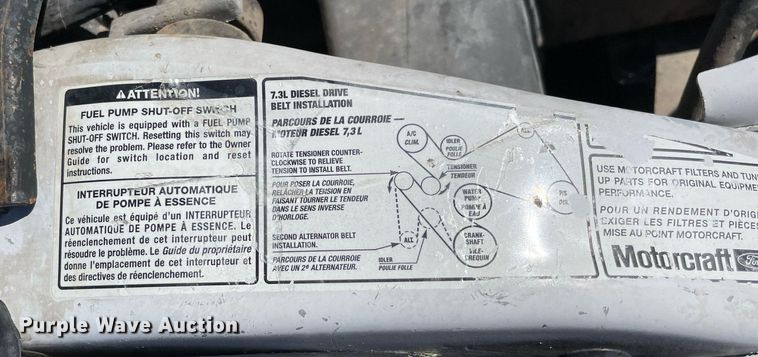 ⚠ATTENTION!
FUEL PUMP SHUT-OFF SWITCH
This vehicle is equipped with a FUEL PUMP
SHUT-OFF SWITCH. Resetting this switch may
resolve the problem. Please refer to the Owner
Guide for switch location and reset
instructions.
INTERRUPTEUR AUTOMATIQUE
DE POMPE À ESSENCE
Ce véhicule est équipé d'un INTERRUPTEUR
AUTOMATIQUE DE POMPE À ESSENCE. Le
réenclenchement de cet interrupteur peut
résoudre le problème. Le Guide du propriétaire
donne l'emplacement de cet interrupteur et
des directives de réenclenchement.
7.3L DIESEL DRIVE
BELT INSTALLATION
PARCOURS DE LA COURROIE —
MOTEUR DIESEL 7,3 L
ROTATE TENSIONER COUNTER-
CLOCKWISE TO RELIEVE
TENSION TO INSTALL BELT.
POUR POSER LA COURROIE,
RELÂCHER LA TENSION EN
FAISANT TOURNER LE TENDEUR
DANS LE SENS INVERSE
D'HORLOGE.
SECOND ALTERNATOR BELT
INSTALLATION.
PARCOURS DE LA COURROIE
AVEC UN 2e ALTERNATEUR.
A/C
CLIM.
IDLER
POULIE
FOLLE
TENSIONER
TENDEUR
WATER
PUMP
POMPE À
EAU
P/S
DIR.
ALT.
IDLER
POULIE FOLLE
CRANK-
SHAFT
VILE-
BREQUIN
USE MOTORCRAFT FILTERS AND TUNE
UP PARTS FOR ORIGINAL EQUIPME
PERFORMANCE.
POUR UN RENDEMENT D'ORIGI
EXIGER LES FILTRES ET PIÈCES
MISE AU POINT MOTORCRAFT.
Motorcraft Ford
Purple Wave Auction